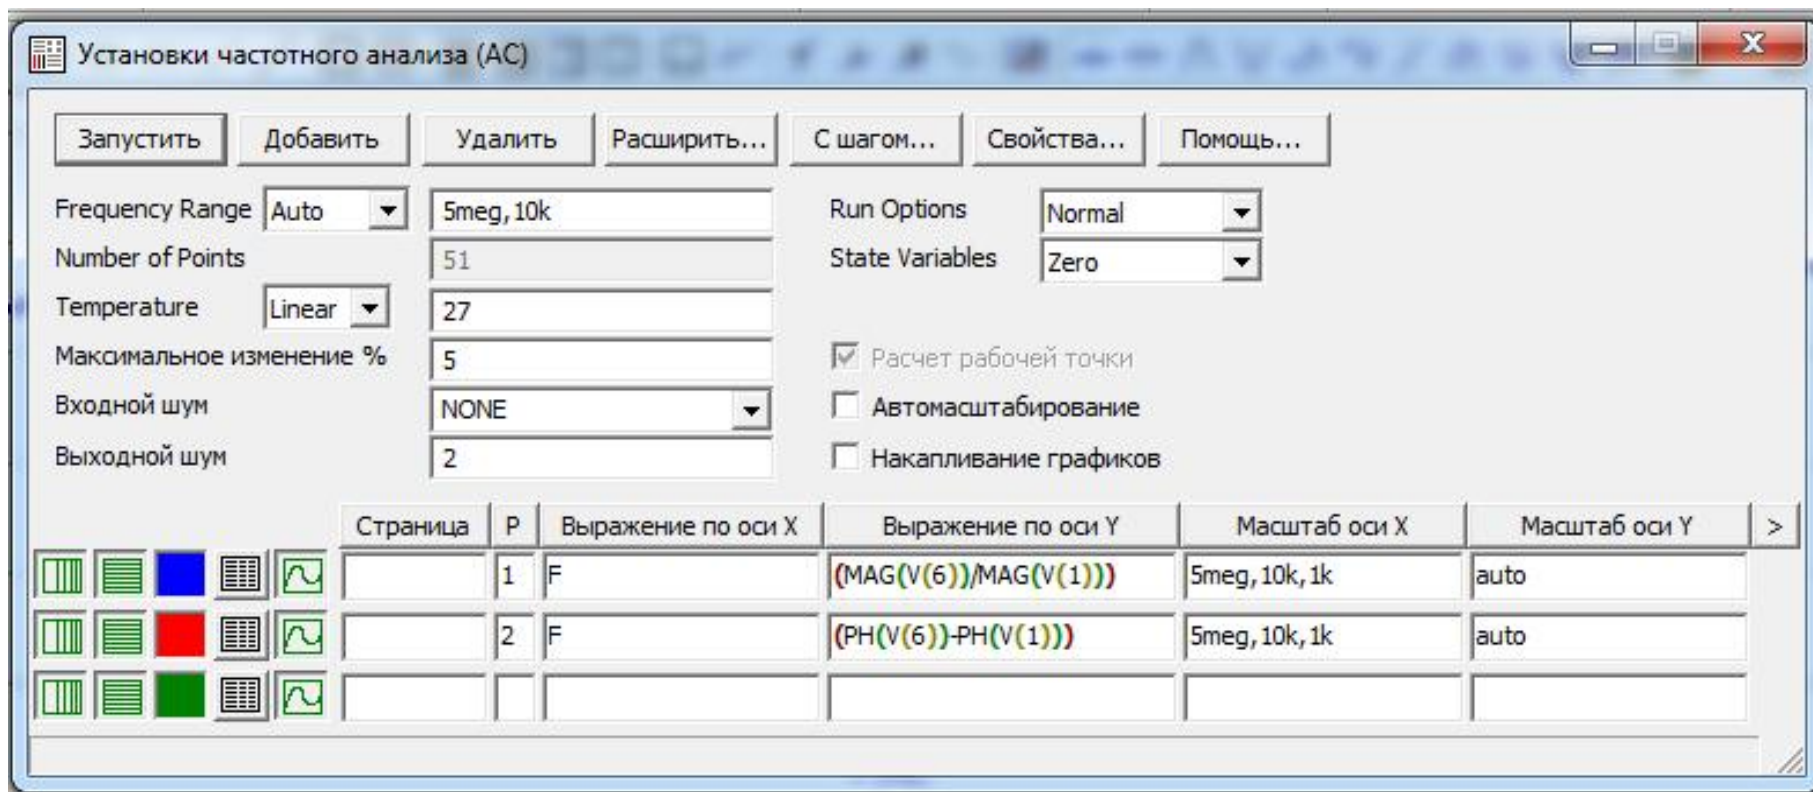 Установки частотного анализа (AC)
Запустить Добавить Удалить Расширить... С шагом... Свойства... Помощь...
Frequency Range Auto 5meg,10k Run Options Normal
Number of Points 51 State Variables Zero
Temperature Linear 27
Максимальное изменение % 5 Расчет рабочей точки
Входной шум NONE Автомасштабирование
Выходной шум 2 Накапливание графиков
Страница P Выражение по оси X Выражение по оси Y Масштаб оси X Масштаб оси Y >
1 F (MAG(V(6))/MAG(V(1))) 5meg,10k,1k auto
2 F (PH(V(6))-PH(V(1))) 5meg,10k,1k auto